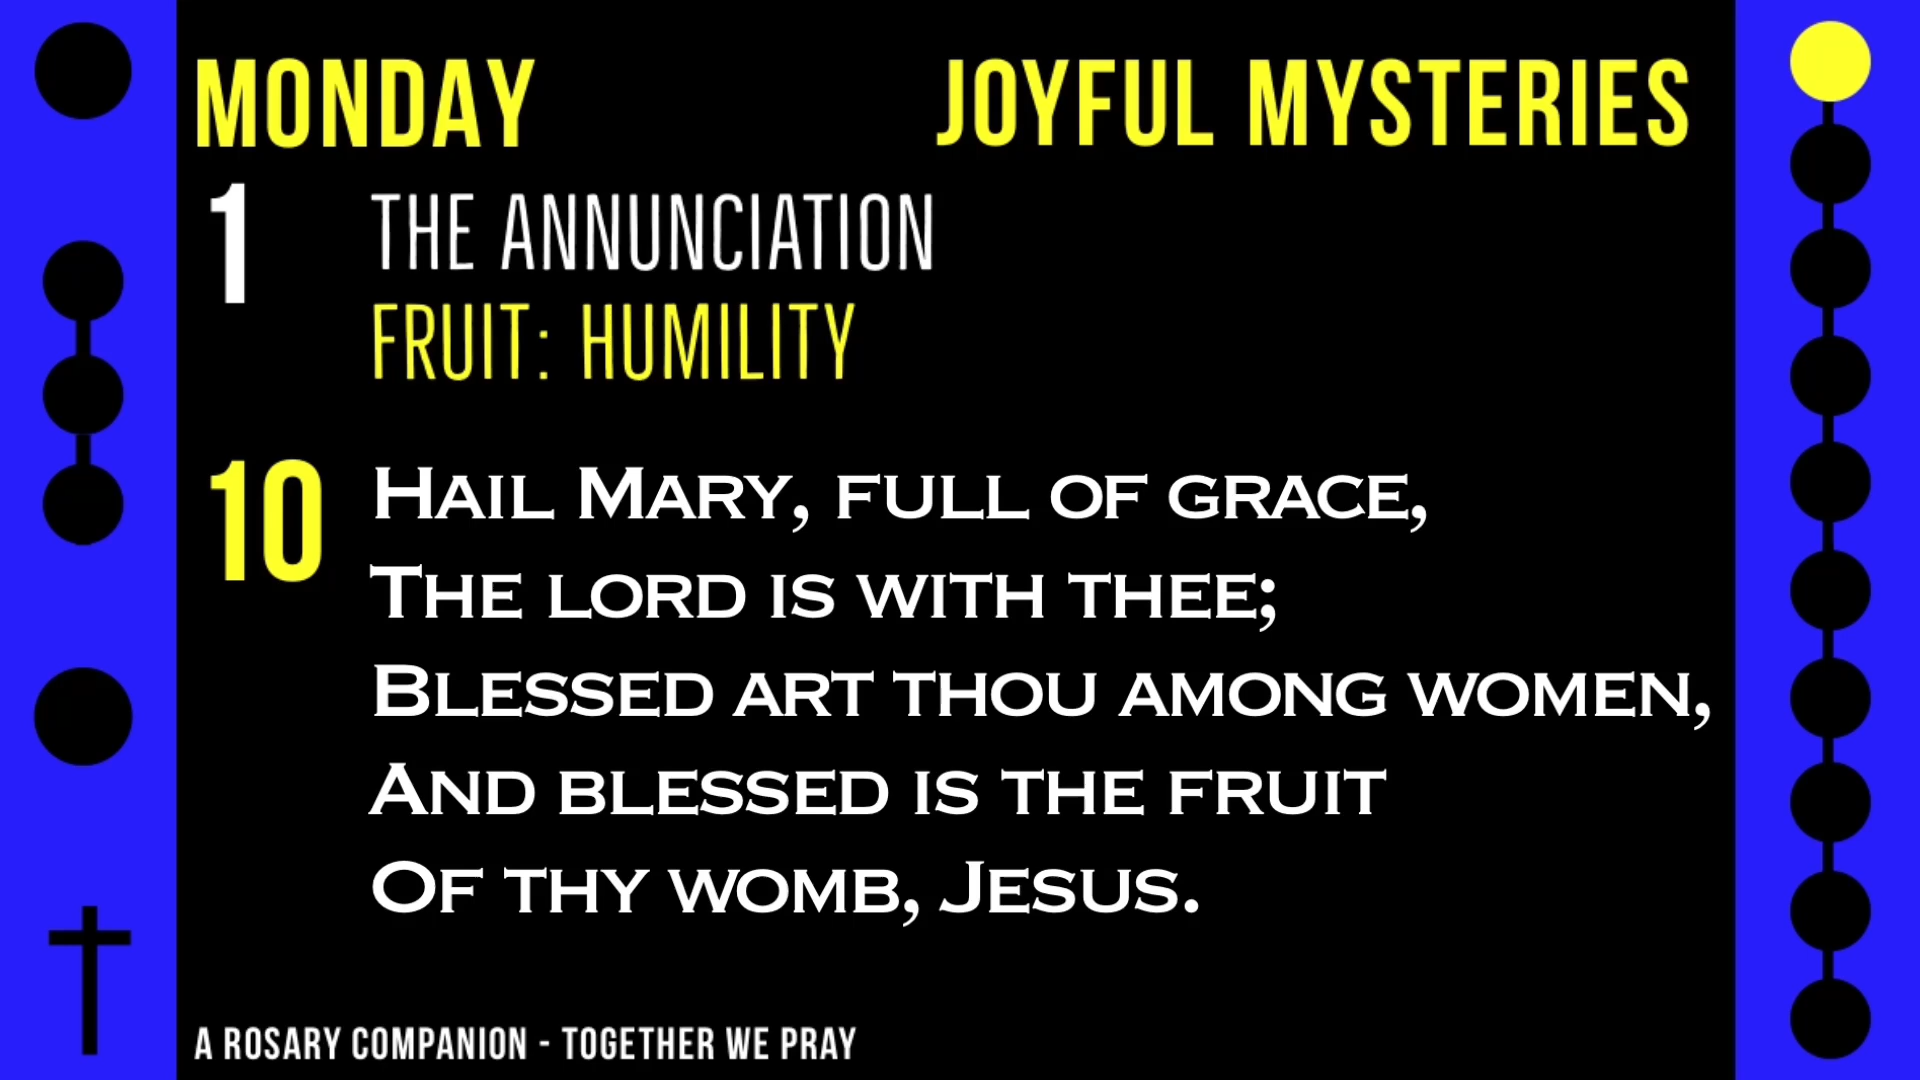 MONDAY JOYFUL MYSTERIES
1 THE ANNUNCIATION
FRUIT: HUMILITY
10 HAIL MARY, FULL OF GRACE,
THE LORD IS WITH THEE;
BLESSED ART THOU AMONG WOMEN,
AND BLESSED IS THE FRUIT
OF THY WOMB, JESUS.
A ROSARY COMPANION - TOGETHER WE PRAY